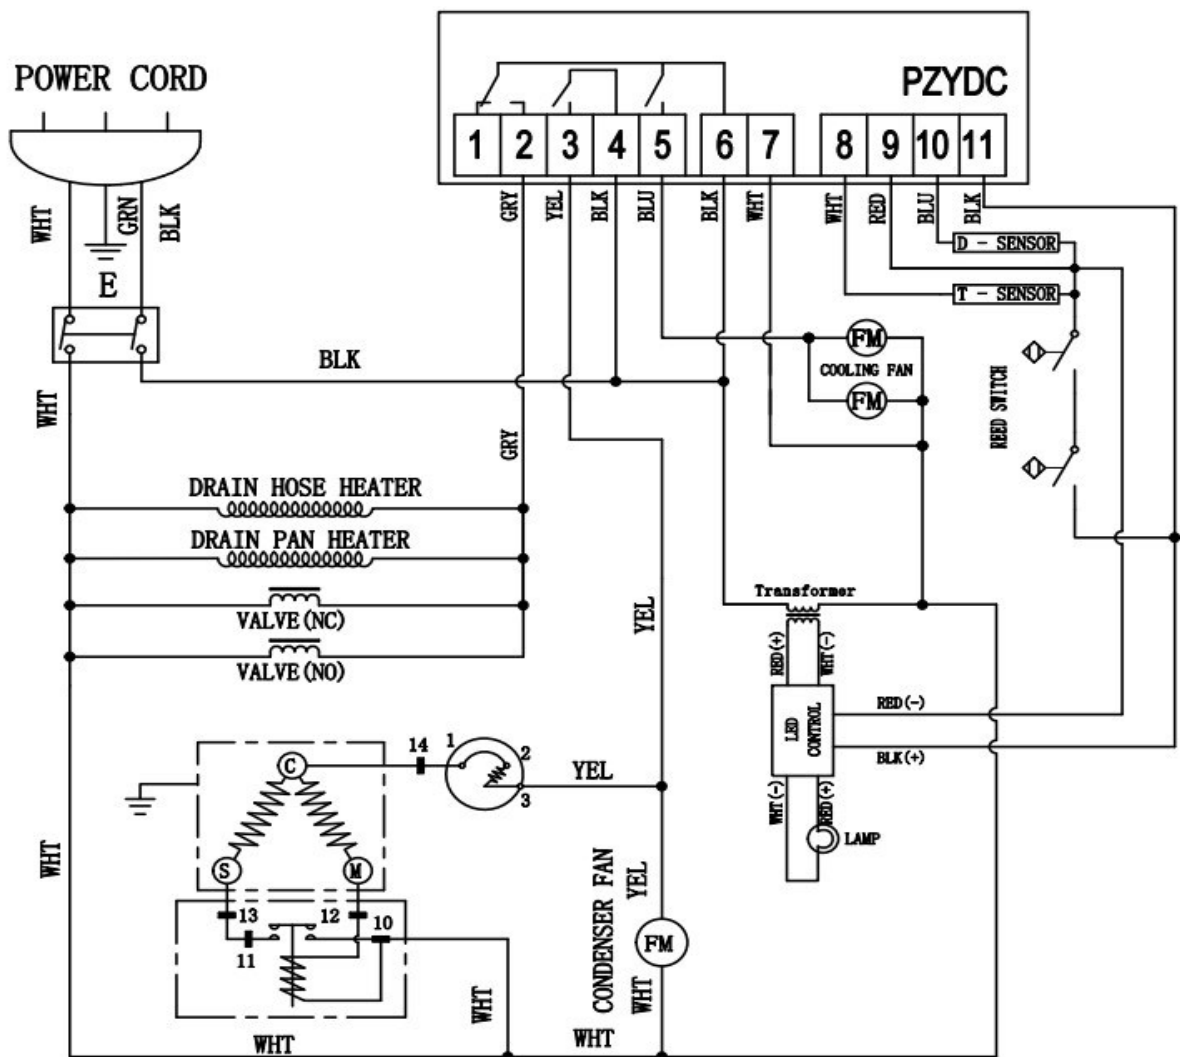 POWER CORD
PZYDC
1 2 3 4 5 6 7 8 9 10 11
WHT
GRN
BLK
GRY
YEL
BLK
BLU
BLK
WHT
WHT
RED
BLU
BLK
D - SENSOR
E
T - SENSOR
BLK
FM
COOLING FAN
FM
WHT
GRY
REED SWITCH
DRAIN HOSE HEATER
DRAIN PAN HEATER
VALVE(NC)
VALVE(NO)
YEL
Transformer
RED(+)
WHT(-)
LED
CONTROL
RED(-)
BLK(+)
WHT(-)
RED(+)
LAMP
C
14
1
2
3
YEL
S
M
WHT
13
12
10
11
YEL
CONDENSER FAN
FM
WHT
WHT
WHT
WHT